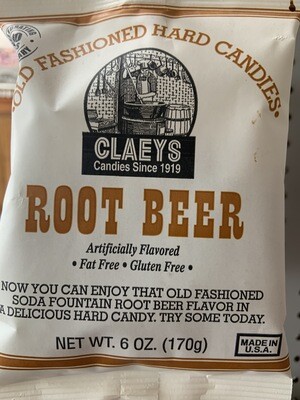 OLD FASHIONED HARD CANDIES•
CLAEYS
Candies Since 1919
ROOT BEER
Artificially Flavored
• Fat Free • Gluten Free •
NOW YOU CAN ENJOY THAT OLD FASHIONED
SODA FOUNTAIN ROOT BEER FLAVOR IN
A DELICIOUS HARD CANDY. TRY SOME TODAY.
NET WT. 6 OZ. (170g)
MADE IN
U.S.A.